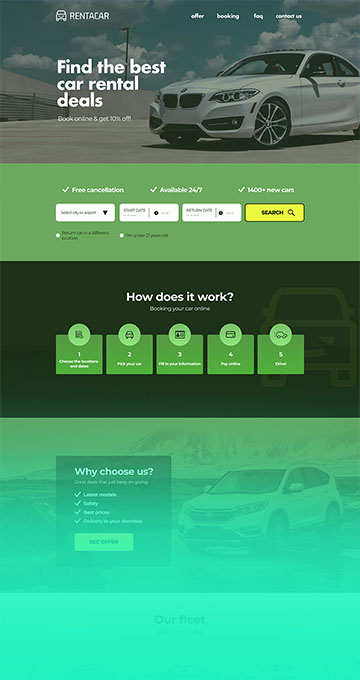 RENTACAR
offer booking faq contact us
Find the best
car rental
deals
Book online & get 10% off!
Free cancellation
Available 24/7
1400+ new cars
Select city or airport
START DATE
RETURN DATE
SEARCH
Return car in a different
location
I'm under 21 years old
How does it work?
Booking your car online
1
Choose the locations
and dates
2
Pick your car
3
Fill in your information
4
Pay online
5
Drive!
Why choose us?
Great deals that just keep on giving
Latest models
Safety
Best prices
Delivery to your doorstep
SEE OFFER
Our fleet